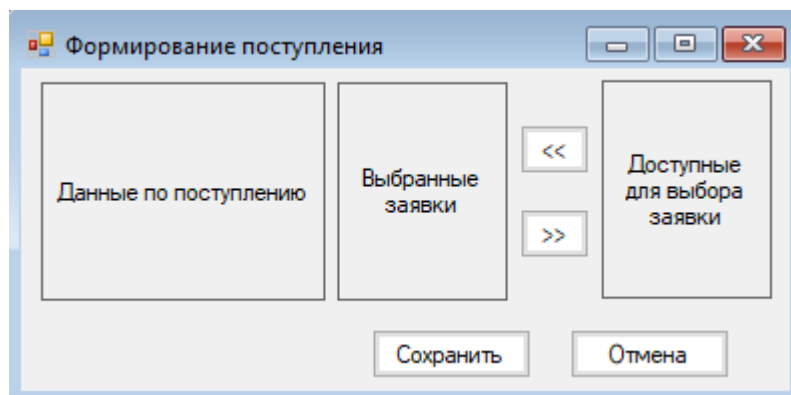 Формирование поступления
Данные по поступлению
Выбранные
заявки
<<
>>
Доступные
для выбора
заявки
Сохранить
Отмена